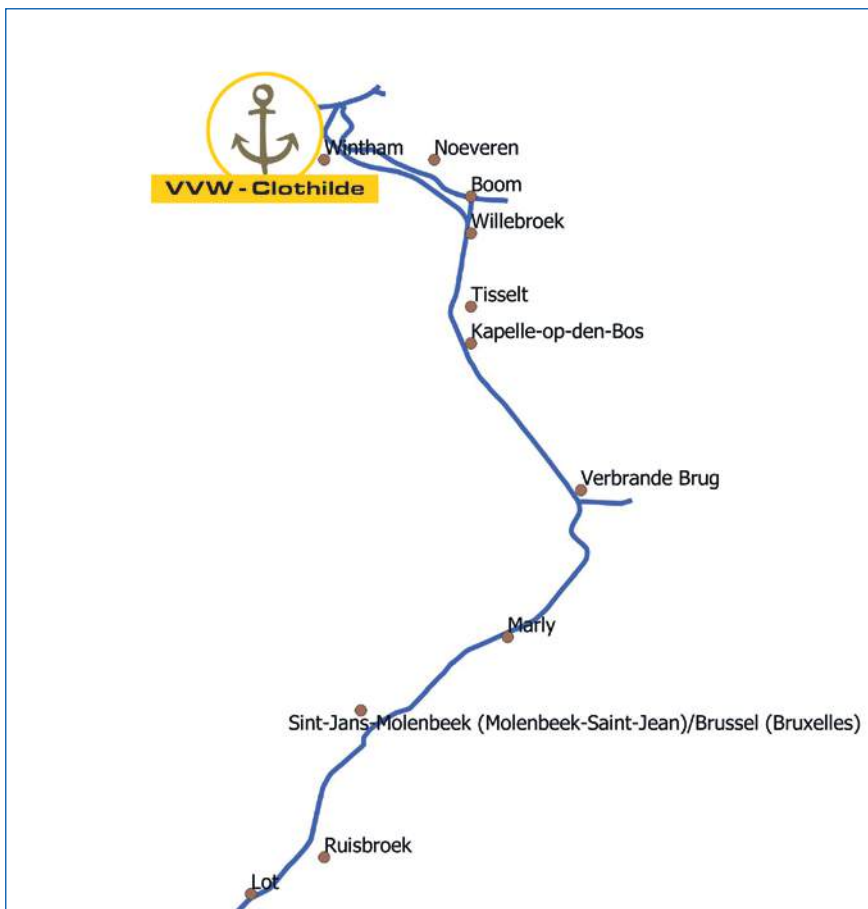 Wintham
Noeveren
VVW - Clothilde
Boom
Willebroek
Tisselt
Kapelle-op-den-Bos
Verbrande Brug
Marly
Sint-Jans-Molenbeek (Molenbeek-Saint-Jean)/Brussel (Bruxelles)
Ruisbroek
Lot